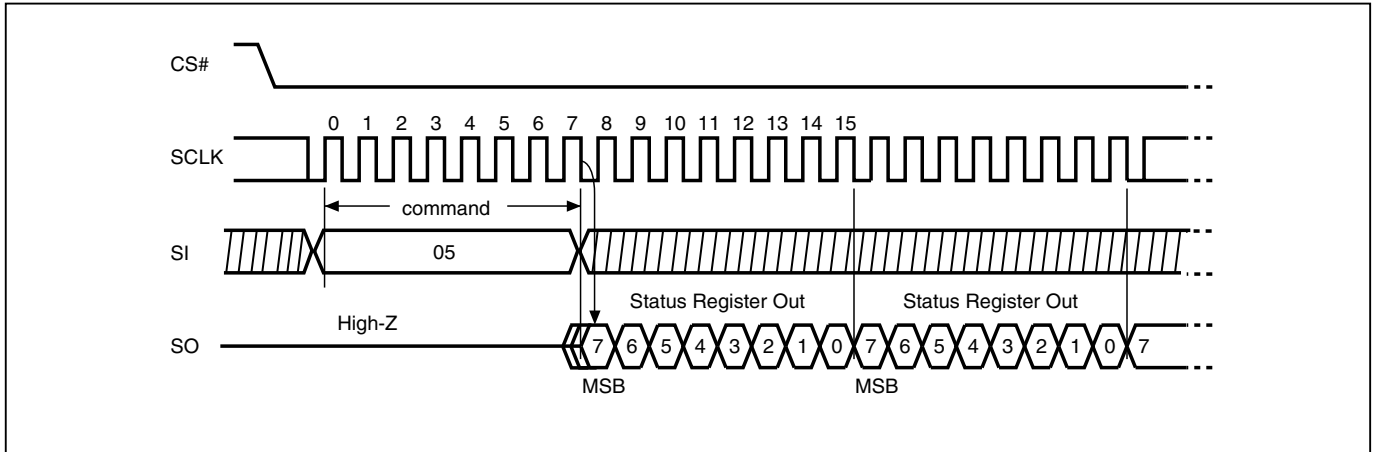 CS#
0 1 2 3 4 5 6 7 8 9 10 11 12 13 14 15
SCLK
command
SI
05
Status Register Out Status Register Out
High-Z
SO
7 6 5 4 3 2 1 0 7 6 5 4 3 2 1 0 7
MSB MSB